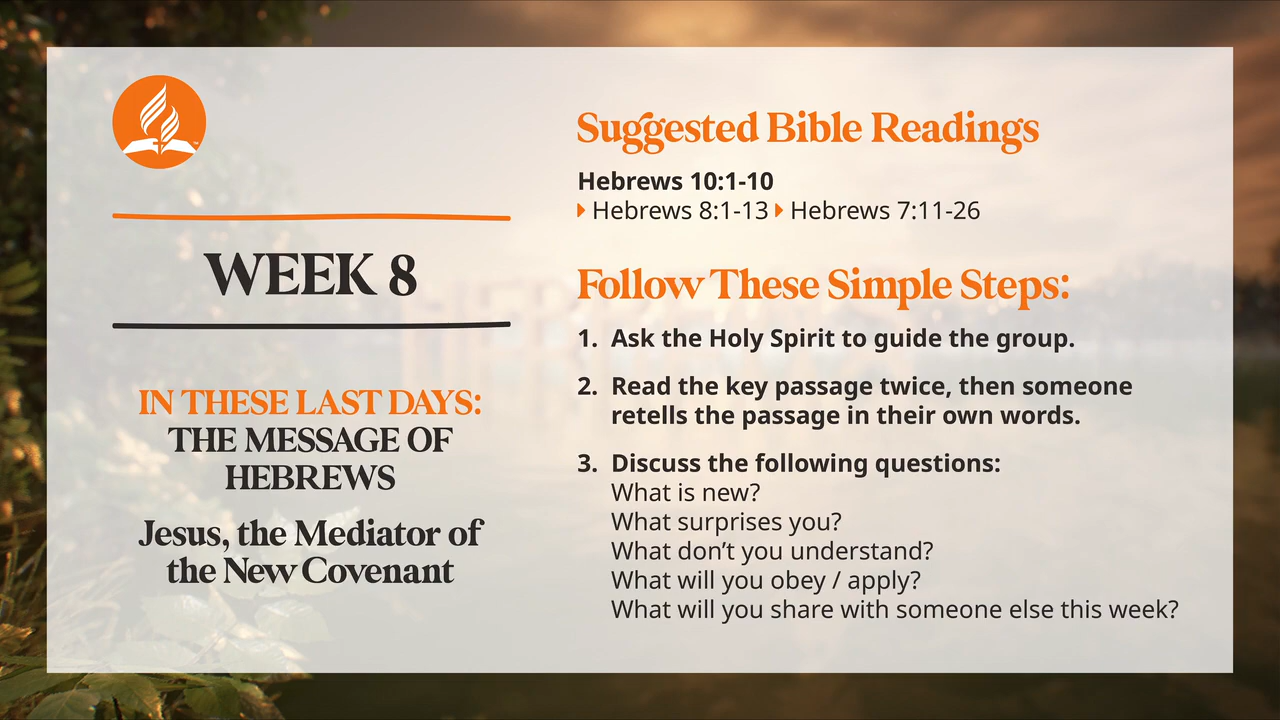 WEEK 8
IN THESE LAST DAYS:
THE MESSAGE OF
HEBREWS
Jesus, the Mediator of
the New Covenant
Suggested Bible Readings
Hebrews 10:1-10
Hebrews 8:1-13 Hebrews 7:11-26
Follow These Simple Steps:
1. Ask the Holy Spirit to guide the group.
2. Read the key passage twice, then someone
retells the passage in their own words.
3. Discuss the following questions:
What is new?
What surprises you?
What don’t you understand?
What will you obey / apply?
What will you share with someone else this week?